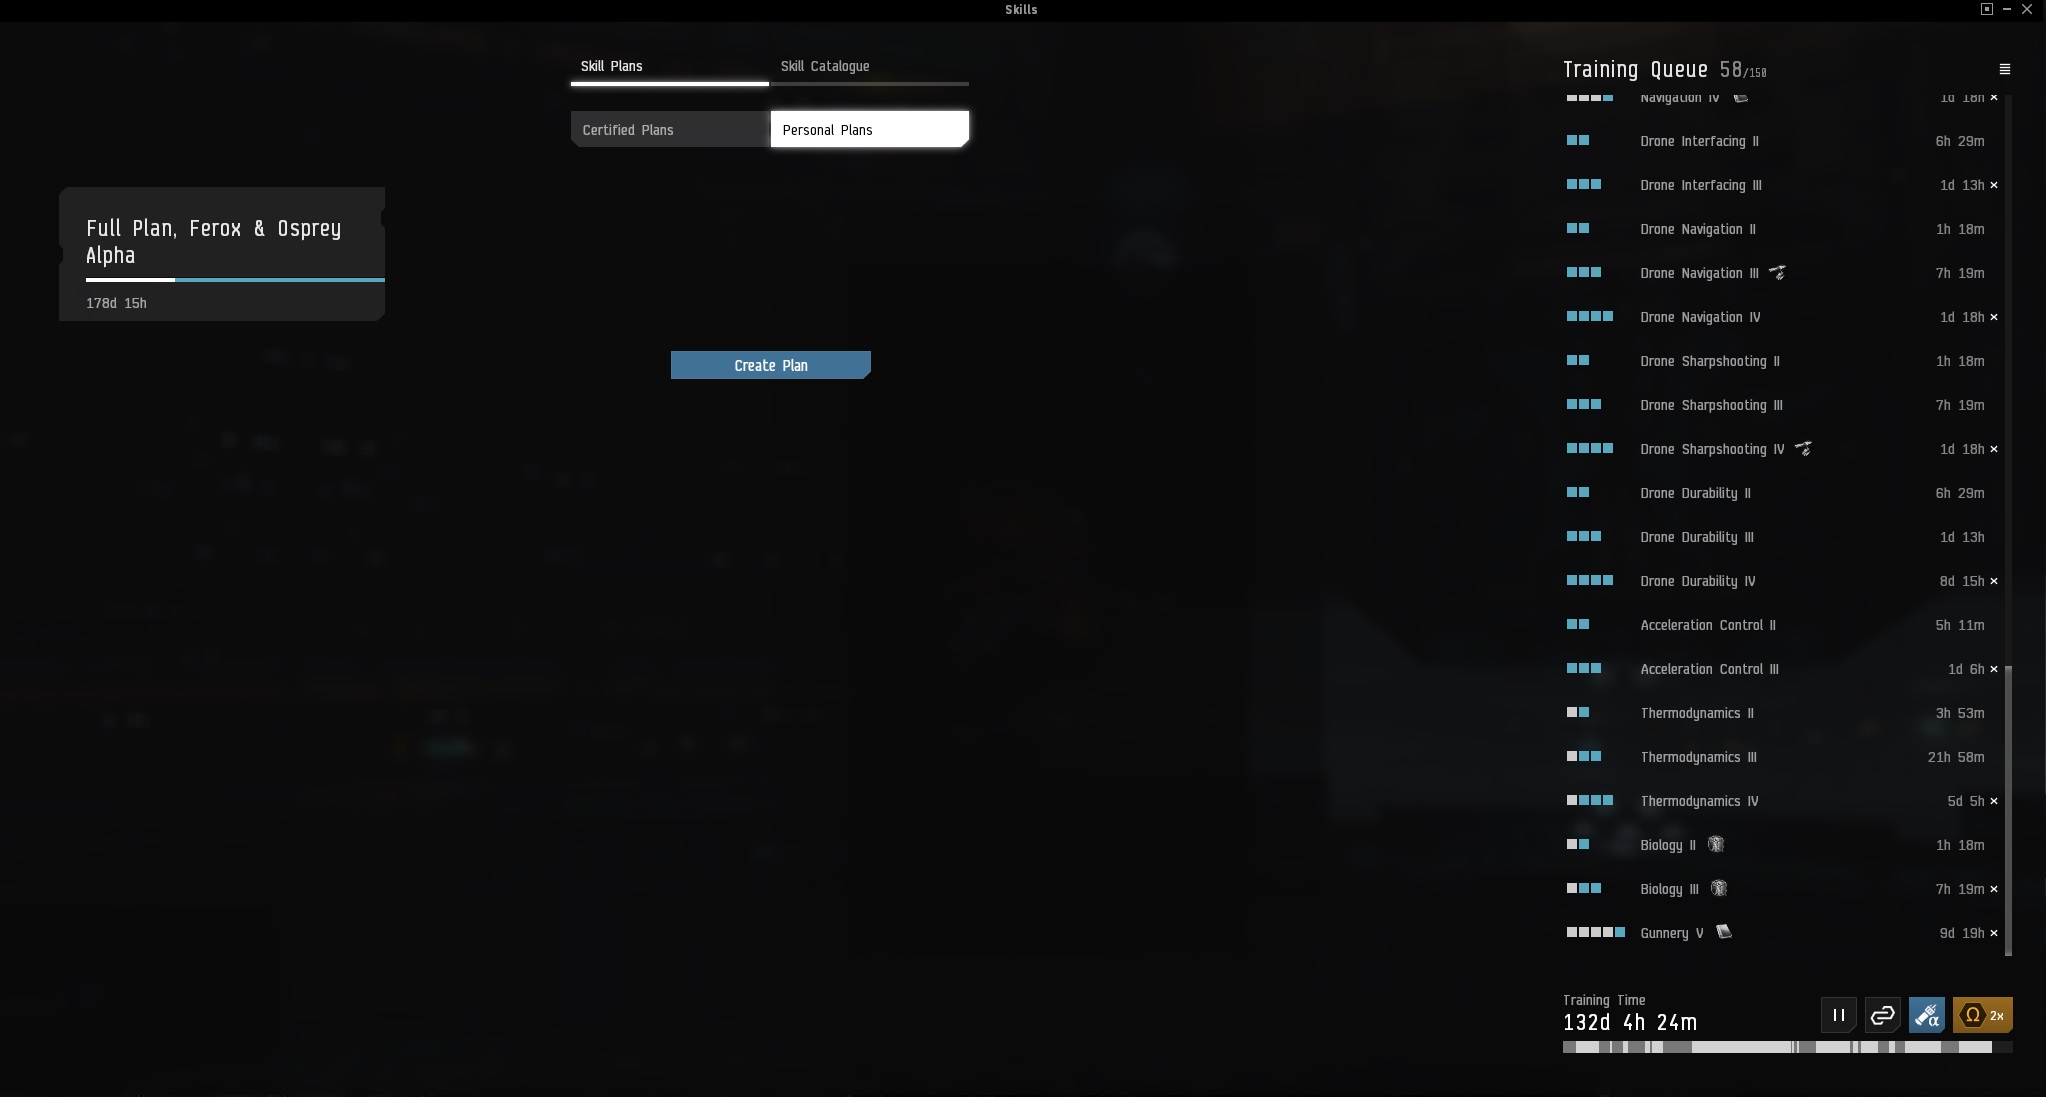 Skills
Skill Plans
Skill Catalogue
Certified Plans
Personal Plans
Full Plan, Ferox & Osprey
Alpha
178d 15h
Create Plan
Training Queue 58/150
Navigation IV 1d 18h
Drone Interfacing II 6h 29m
Drone Interfacing III 1d 13h
Drone Navigation II 1h 18m
Drone Navigation III 7h 19m
Drone Navigation IV 1d 18h
Drone Sharpshooting II 1h 18m
Drone Sharpshooting III 7h 19m
Drone Sharpshooting IV 1d 18h
Drone Durability II 6h 29m
Drone Durability III 1d 13h
Drone Durability IV 8d 15h
Acceleration Control II 5h 11m
Acceleration Control III 1d 6h
Thermodynamics II 3h 53m
Thermodynamics III 21h 58m
Thermodynamics IV 5d 5h
Biology II 1h 18m
Biology III 7h 19m
Gunnery V 9d 19h
Training Time
132d 4h 24m
α
Ω 2x